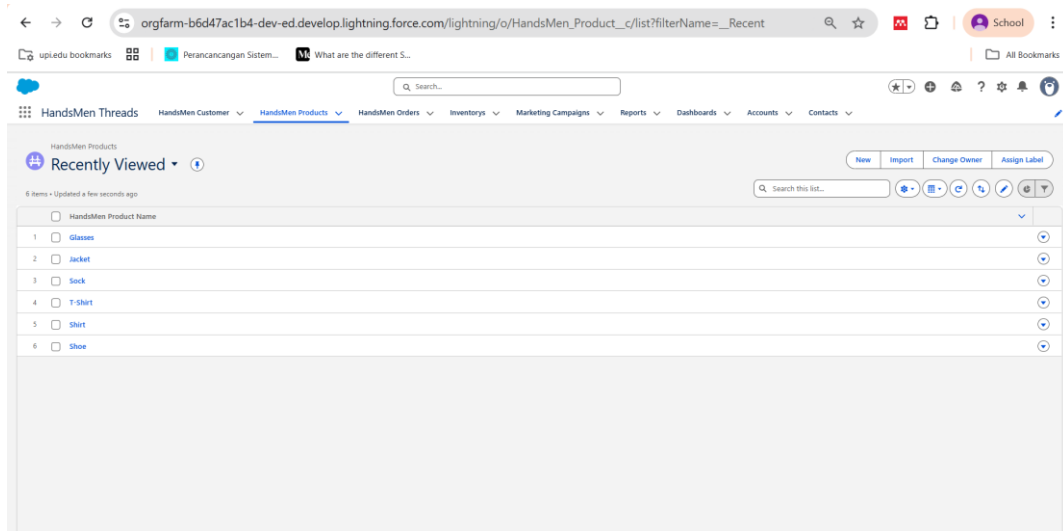 orgfarm-b6d47ac1b4-dev-ed.develop.lightning.force.com/lightning/o/HandsMen_Product__c/list?filterName=__Recent
School
upi.edu bookmarks
Perancancangan Sistem...
What are the different S...
All Bookmarks
Search...
HandsMen Threads
HandsMen Customer
HandsMen Products
HandsMen Orders
Inventorys
Marketing Campaigns
Reports
Dashboards
Accounts
Contacts
HandsMen Products
Recently Viewed
New
Import
Change Owner
Assign Label
6 items • Updated a few seconds ago
Search this list...
HandsMen Product Name
1 Glasses
2 Jacket
3 Sock
4 T-Shirt
5 Shirt
6 Shoe